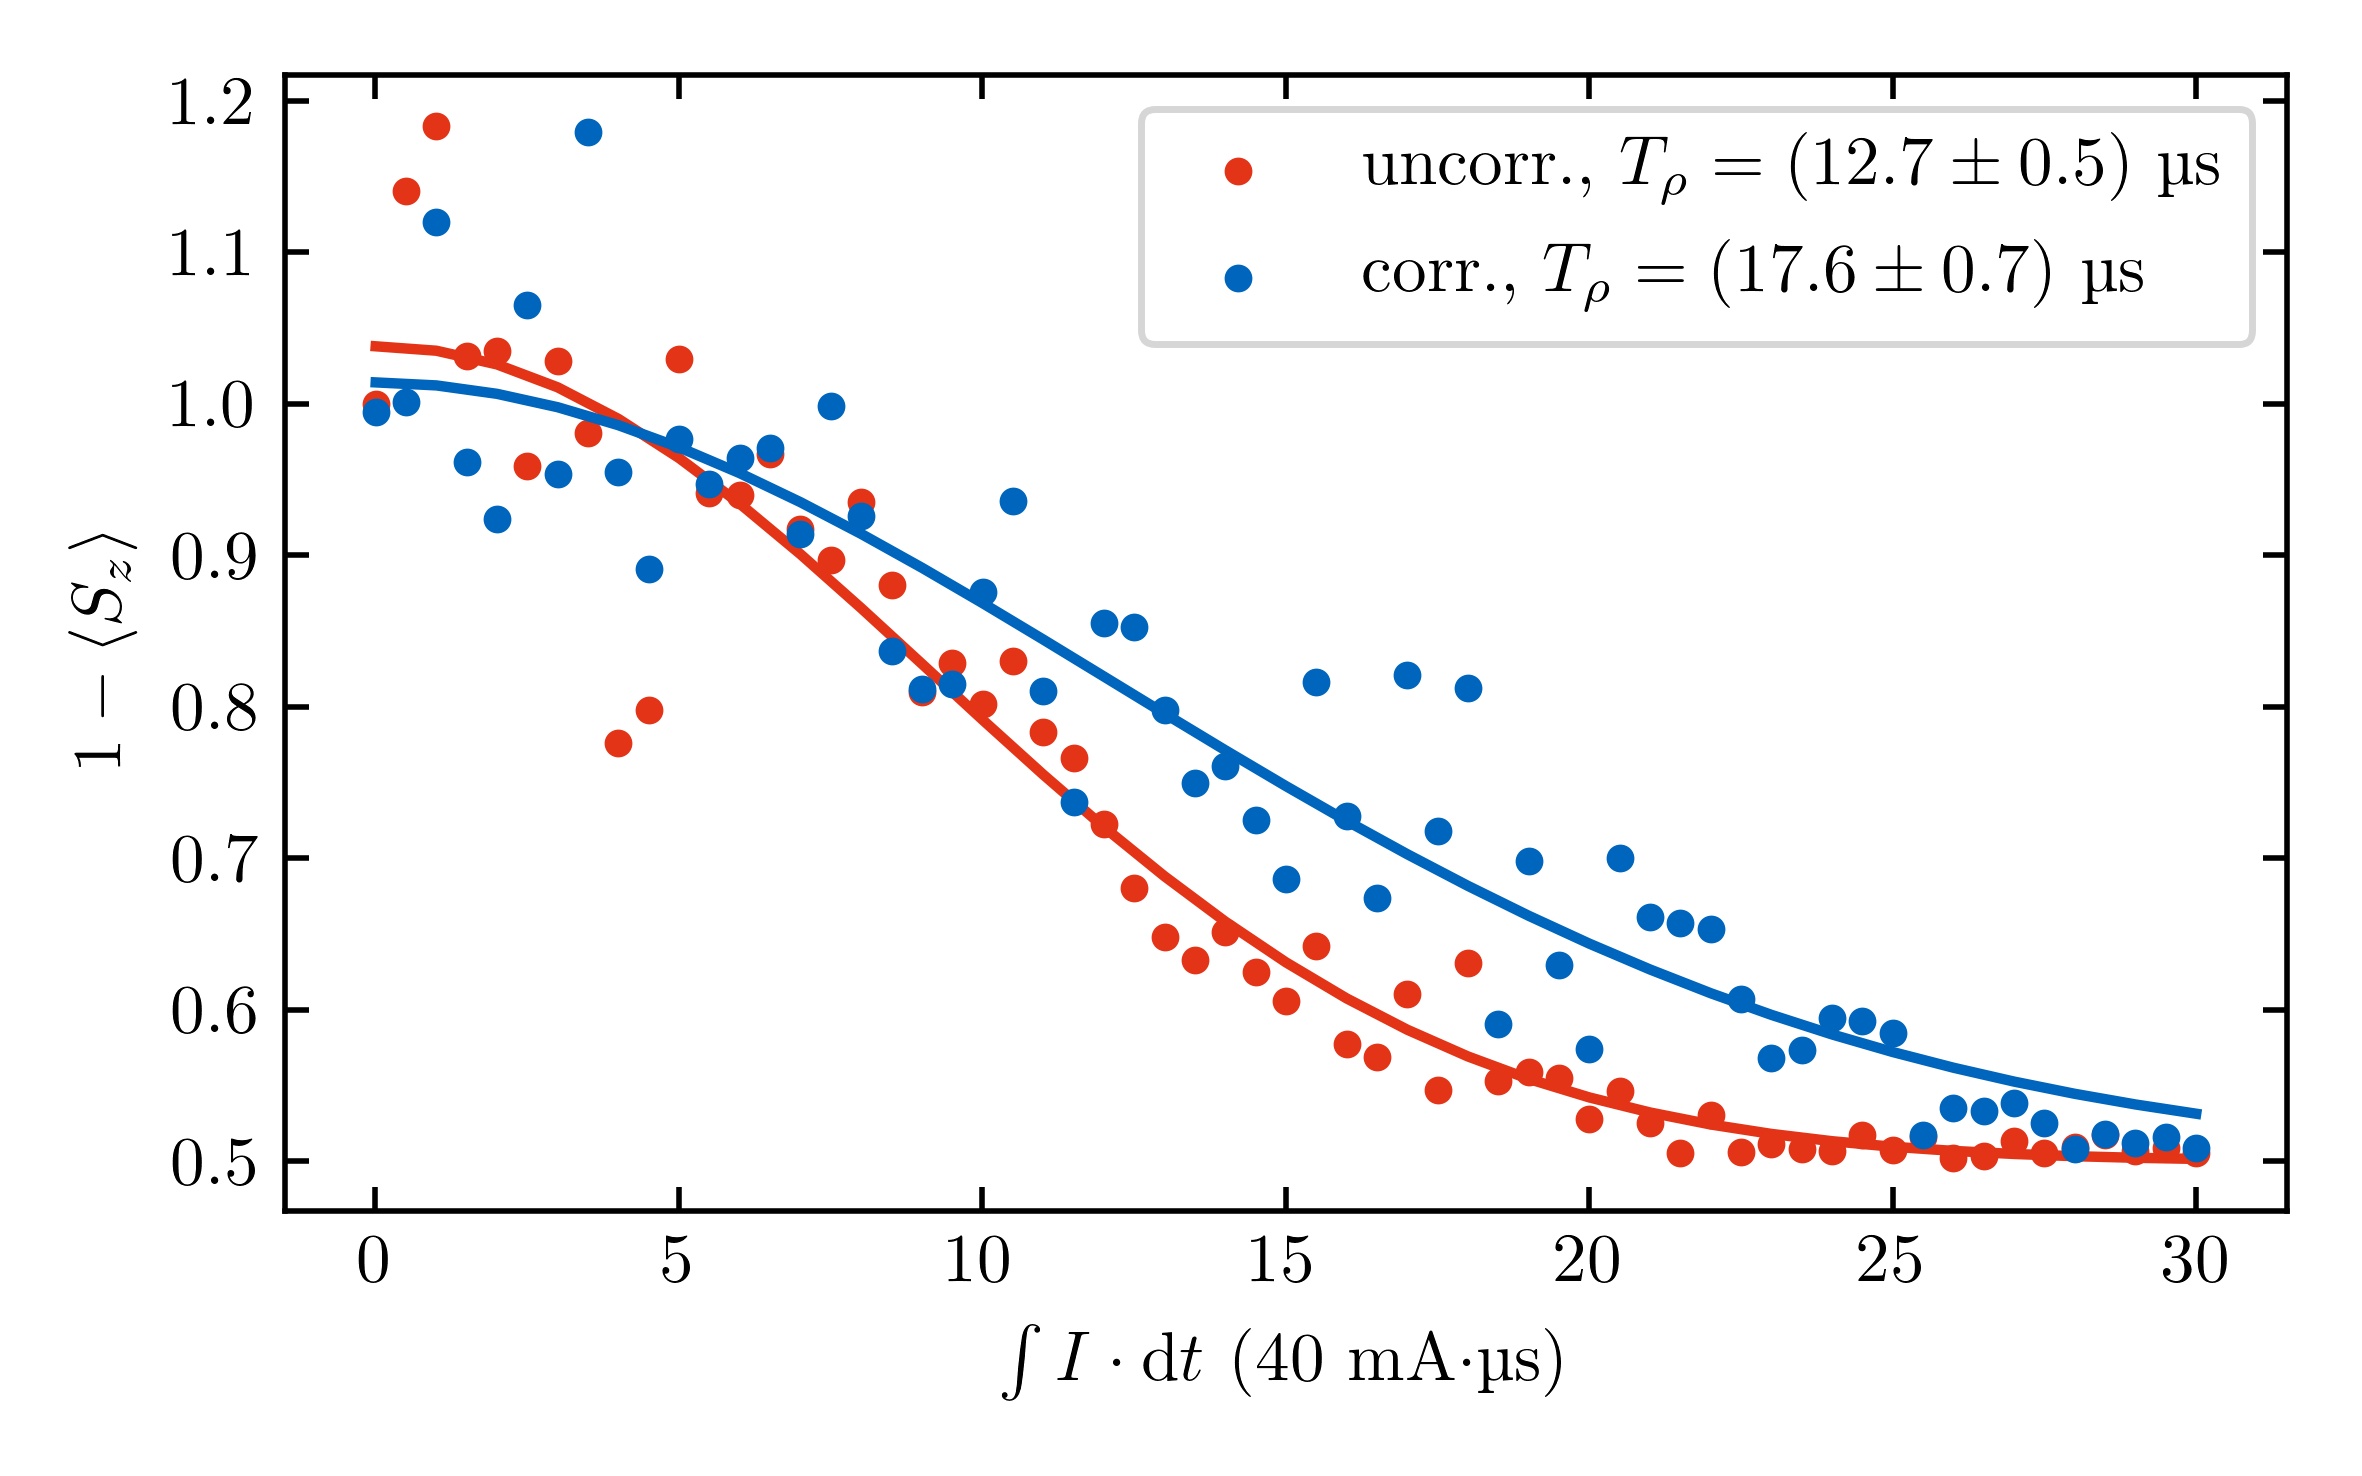 uncorr., Tρ = (12.7 ± 0.5) µs
corr., Tρ = (17.6 ± 0.7) µs
1.2
1.1
1.0
0.9
0.8
0.7
0.6
0.5
1 − ⟨Sz⟩
0 5 10 15 20 25 30
∫ I · dt (40 mA·µs)